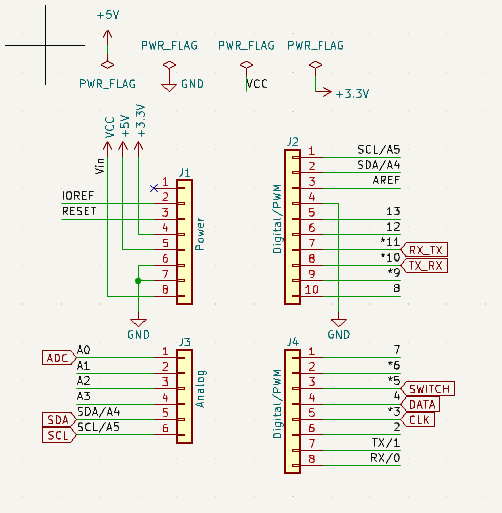 +5V
PWR_FLAG
PWR_FLAG
GND
PWR_FLAG
VCC
PWR_FLAG
+3.3V
Vin
VCC
+5V
+3.3V
J1
Power
1
IOREF 2
RESET 3
4
5
6
7
8
GND
J2
Digital/PWM
1 SCL/A5
2 SDA/A4
3 AREF
4
5 13
6 12
7 *11 RX_TX
8 *10 TX_RX
9 *9
10 8
GND
J3
Analog
ADC A0 1
A1 2
A2 3
A3 4
SDA SDA/A4 5
SCL SCL/A5 6
J4
Digital/PWM
1 7
2 *6
3 *5 SWITCH
4 4 DATA
5 *3 CLK
6 2
7 TX/1
8 RX/0